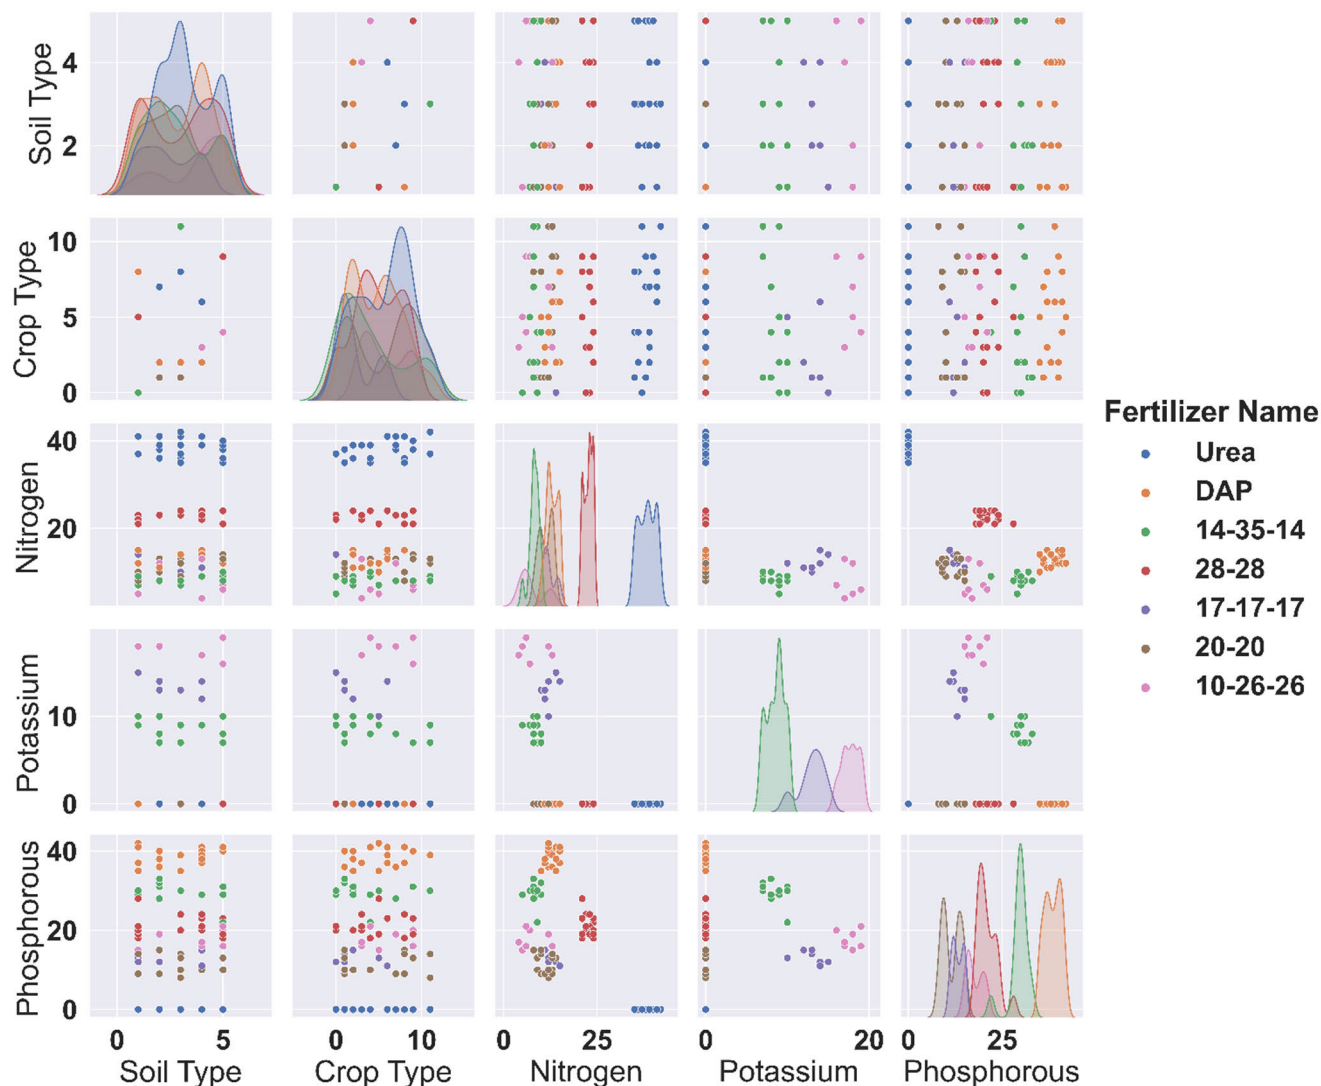 Soil Type
4
2
Crop Type
10
5
0
Nitrogen
40
20
Potassium
10
0
Phosphorous
40
20
0
0 5
0 10
0 25
0 20
0 25
Soil Type
Crop Type
Nitrogen
Potassium
Phosphorous
Fertilizer Name
Urea
DAP
14-35-14
28-28
17-17-17
20-20
10-26-26